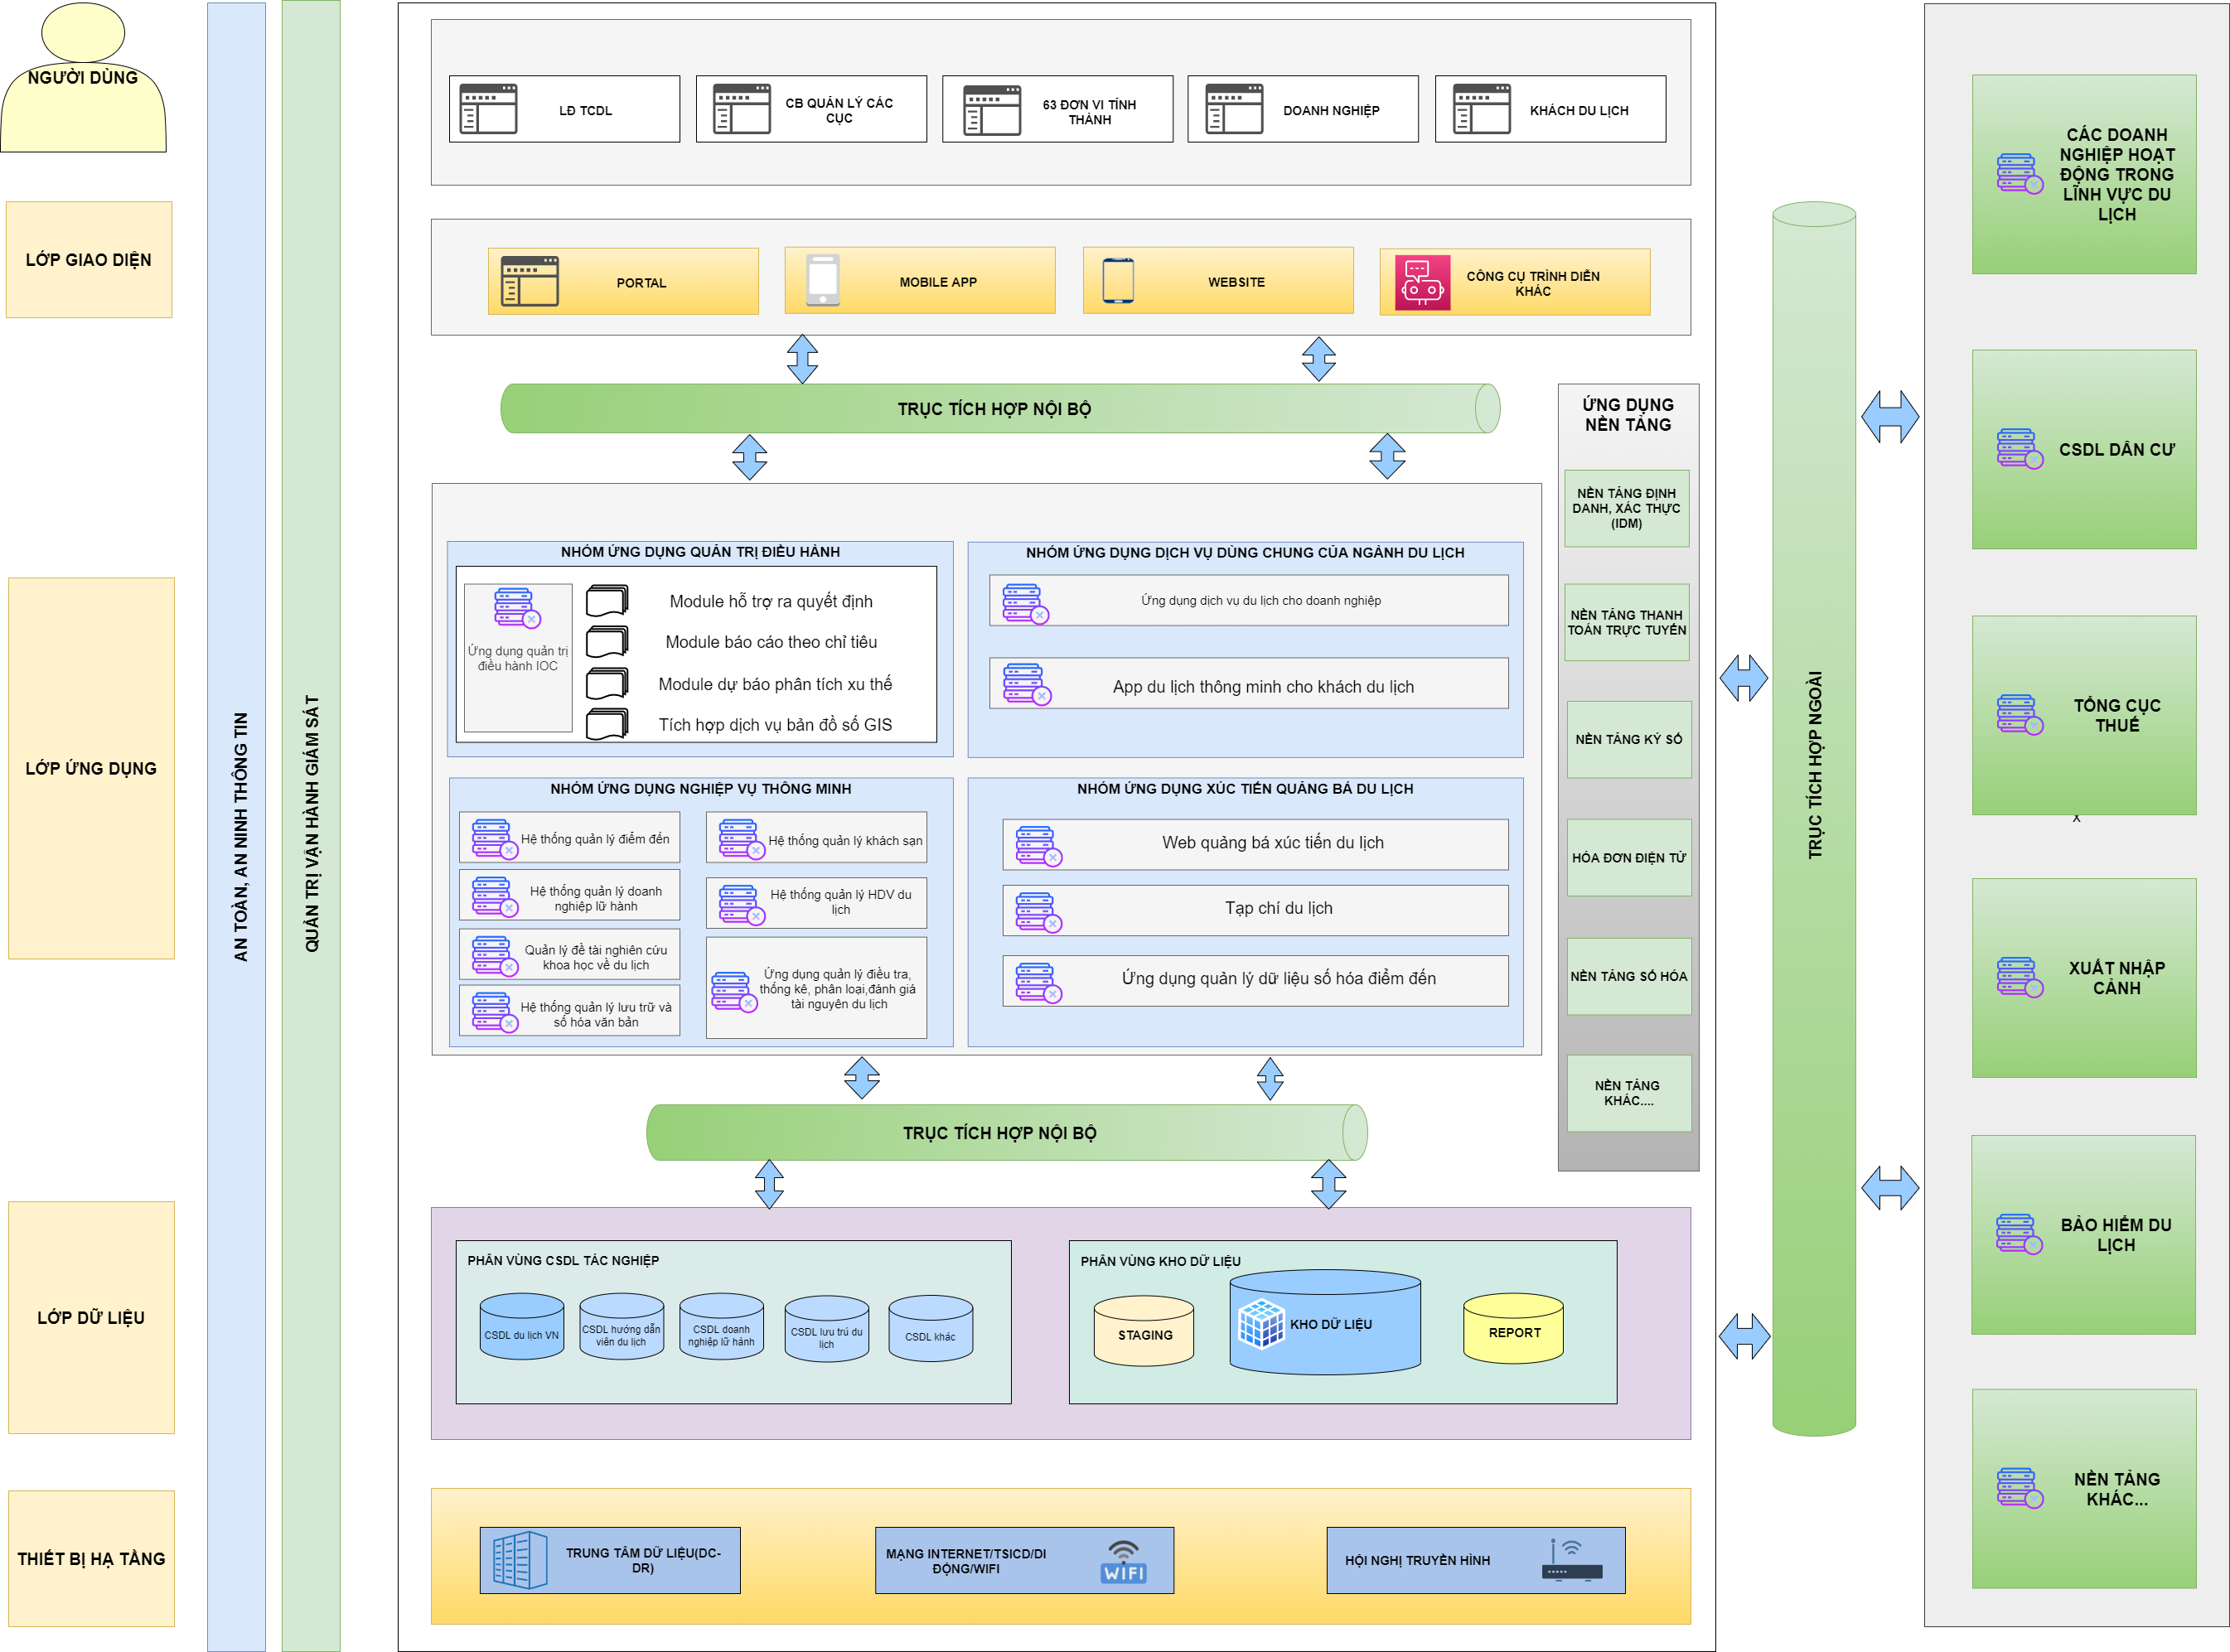 NGƯỜI DÙNG
LỚP GIAO DIỆN
LỚP ỨNG DỤNG
LỚP DỮ LIỆU
THIẾT BỊ HẠ TẦNG
AN TOÀN, AN NINH THÔNG TIN
QUẢN TRỊ VẬN HÀNH GIÁM SÁT
LĐ TCDL
CB QUẢN LÝ CÁC
CỤC
63 ĐƠN VI TỈNH
THÀNH
DOANH NGHIỆP
KHÁCH DU LỊCH
PORTAL
MOBILE APP
WEBSITE
CÔNG CỤ TRÌNH DIỄN
KHÁC
TRỤC TÍCH HỢP NỘI BỘ
NHÓM ỨNG DỤNG QUẢN TRỊ ĐIỀU HÀNH
Ứng dụng quản trị
điều hành IOC
Module hỗ trợ ra quyết định
Module báo cáo theo chỉ tiêu
Module dự báo phân tích xu thế
Tích hợp dịch vụ bản đồ số GIS
NHÓM ỨNG DỤNG DỊCH VỤ DÙNG CHUNG CỦA NGÀNH DU LỊCH
Ứng dụng dịch vụ du lịch cho doanh nghiệp
App du lịch thông minh cho khách du lịch
NHÓM ỨNG DỤNG NGHIỆP VỤ THÔNG MINH
Hệ thống quản lý điểm đến
Hệ thống quản lý khách sạn
Hệ thống quản lý doanh
nghiệp lữ hành
Hệ thống quản lý HDV du
lịch
Quản lý đề tài nghiên cứu
khoa học về du lịch
Hệ thống quản lý lưu trữ và
số hóa văn bản
Ứng dụng quản lý điều tra,
thống kê, phân loại,đánh giá
tài nguyên du lịch
NHÓM ỨNG DỤNG XÚC TIẾN QUẢNG BÁ DU LỊCH
Web quảng bá xúc tiến du lịch
Tạp chí du lịch
Ứng dụng quản lý dữ liệu số hóa điểm đến
ỨNG DỤNG
NỀN TẢNG
NỀN TẢNG ĐỊNH
DANH, XÁC THỰC
(IDM)
NỀN TẢNG THANH
TOÁN TRỰC TUYẾN
NỀN TẢNG KÝ SỐ
HÓA ĐƠN ĐIỆN TỬ
NỀN TẢNG SỐ HÓA
NỀN TẢNG
KHÁC....
TRỤC TÍCH HỢP NỘI BỘ
PHÂN VÙNG CSDL TÁC NGHIỆP
CSDL du lịch VN
CSDL hướng dẫn
viên du lịch
CSDL doanh
nghiệp lữ hành
CSDL lưu trú du
lịch
CSDL khác
PHÂN VÙNG KHO DỮ LIỆU
STAGING
KHO DỮ LIỆU
REPORT
TRUNG TÂM DỮ LIỆU(DC-
DR)
MẠNG INTERNET/TSICD/DI
ĐỘNG/WIFI
WIFI
HỘI NGHỊ TRUYỀN HÌNH
TRỤC TÍCH HỢP NGOÀI
CÁC DOANH
NGHIỆP HOẠT
ĐỘNG TRONG
LĨNH VỰC DU
LỊCH
CSDL DÂN CƯ
TỔNG CỤC
THUẾ
X
XUẤT NHẬP
CẢNH
BẢO HIỂM DU
LỊCH
NỀN TẢNG
KHÁC...